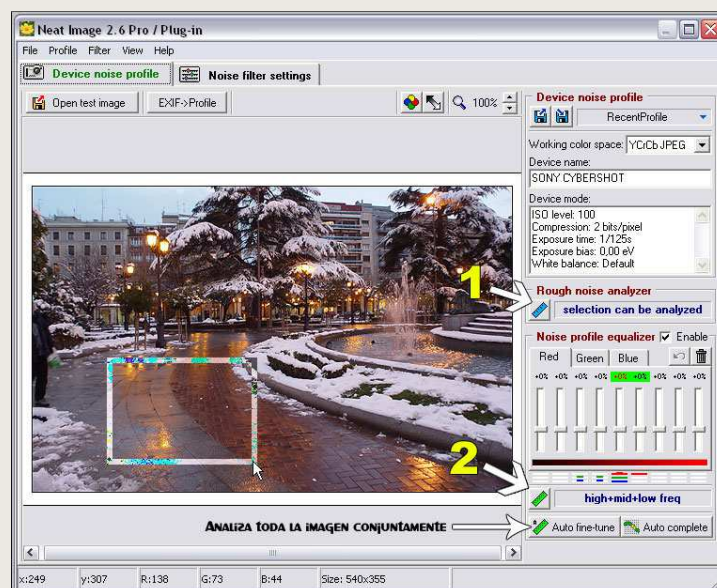 Neat Image 2.6 Pro / Plug-in
File Profile Filter View Help
Device noise profile Noise filter settings
Open test image EXIF->Profile 100%
Device noise profile
RecentProfile
Working color space: YCrCb JPEG
Device name:
SONY CYBERSHOT
Device mode:
ISO level: 100
Compression: 2 bits/pixel
Exposure time: 1/125s
Exposure bias: 0,00 eV
White balance: Default
1
Rough noise analyzer
selection can be analyzed
Noise profile equalizer Enable
Red Green Blue
+0% +0% +0% +0% +0% +0% +0% +0% +0%
2
high+mid+low freq
ANALIZA TODA LA IMAGEN CONJUNTAMENTE
Auto fine-tune Auto complete
x:249 y:307 R:138 G:73 B:44 Size: 540x355